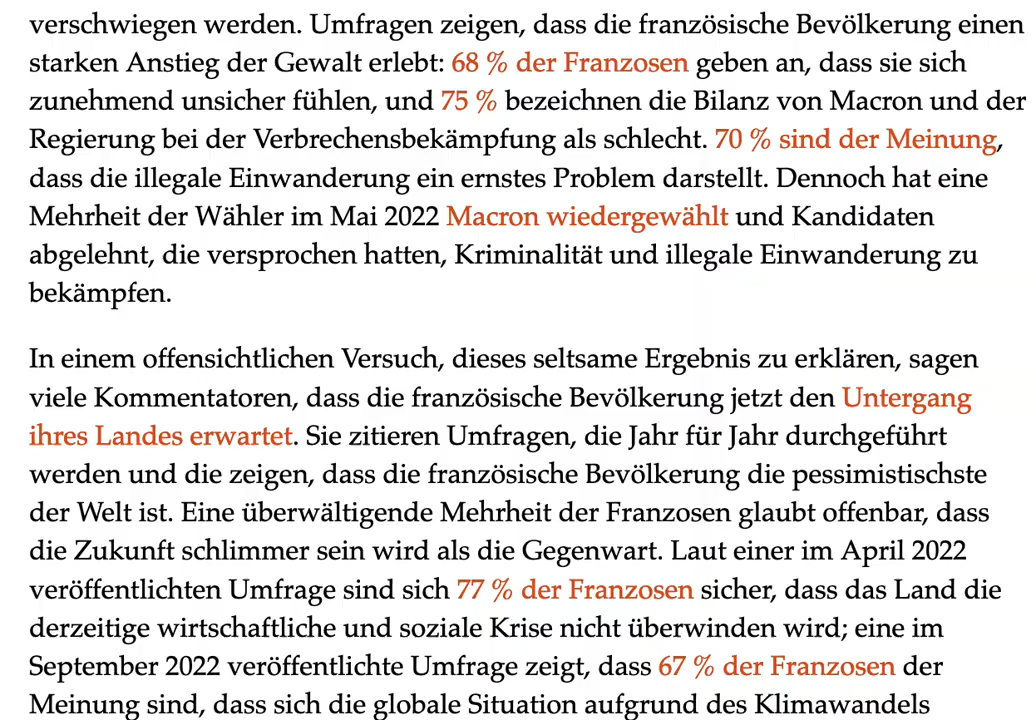 verschwiegen werden. Umfragen zeigen, dass die französische Bevölkerung einen
starken Anstieg der Gewalt erlebt: 68 % der Franzosen geben an, dass sie sich
zunehmend unsicher fühlen, und 75 % bezeichnen die Bilanz von Macron und der
Regierung bei der Verbrechensbekämpfung als schlecht. 70 % sind der Meinung,
dass die illegale Einwanderung ein ernstes Problem darstellt. Dennoch hat eine
Mehrheit der Wähler im Mai 2022 Macron wiedergewählt und Kandidaten
abgelehnt, die versprochen hatten, Kriminalität und illegale Einwanderung zu
bekämpfen.
In einem offensichtlichen Versuch, dieses seltsame Ergebnis zu erklären, sagen
viele Kommentatoren, dass die französische Bevölkerung jetzt den Untergang
ihres Landes erwartet. Sie zitieren Umfragen, die Jahr für Jahr durchgeführt
werden und die zeigen, dass die französische Bevölkerung die pessimistischste
der Welt ist. Eine überwältigende Mehrheit der Franzosen glaubt offenbar, dass
die Zukunft schlimmer sein wird als die Gegenwart. Laut einer im April 2022
veröffentlichten Umfrage sind sich 77 % der Franzosen sicher, dass das Land die
derzeitige wirtschaftliche und soziale Krise nicht überwinden wird; eine im
September 2022 veröffentlichte Umfrage zeigt, dass 67 % der Franzosen der
Meinung sind, dass sich die globale Situation aufgrund des Klimawandels